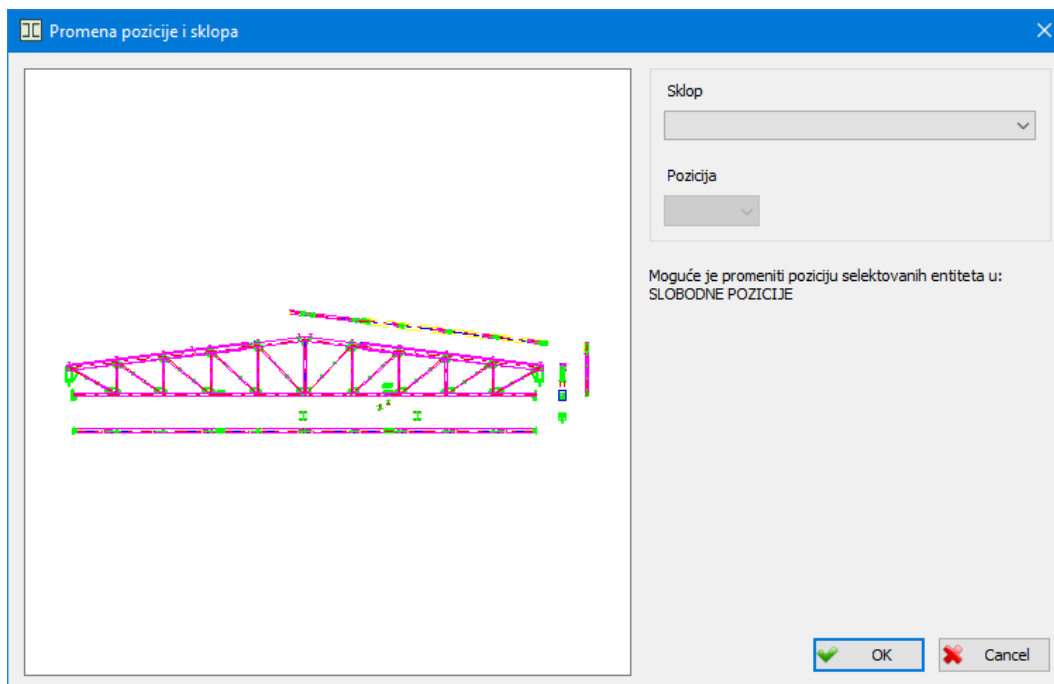 Promena pozicije i sklopa
Sklop
Pozicija
Moguće je promeniti poziciju selektovanih entiteta u:
SLOBODNE POZICIJE
OK
Cancel